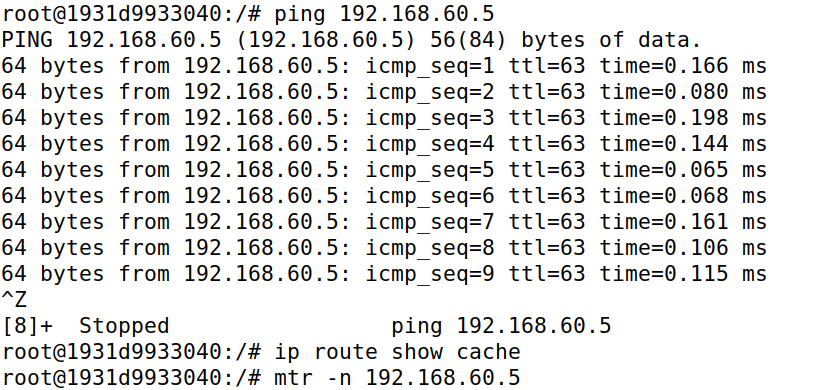 root@1931d9933040:/# ping 192.168.60.5
PING 192.168.60.5 (192.168.60.5) 56(84) bytes of data.
64 bytes from 192.168.60.5: icmp_seq=1 ttl=63 time=0.166 ms
64 bytes from 192.168.60.5: icmp_seq=2 ttl=63 time=0.080 ms
64 bytes from 192.168.60.5: icmp_seq=3 ttl=63 time=0.198 ms
64 bytes from 192.168.60.5: icmp_seq=4 ttl=63 time=0.144 ms
64 bytes from 192.168.60.5: icmp_seq=5 ttl=63 time=0.065 ms
64 bytes from 192.168.60.5: icmp_seq=6 ttl=63 time=0.068 ms
64 bytes from 192.168.60.5: icmp_seq=7 ttl=63 time=0.161 ms
64 bytes from 192.168.60.5: icmp_seq=8 ttl=63 time=0.106 ms
64 bytes from 192.168.60.5: icmp_seq=9 ttl=63 time=0.115 ms
^Z
[8]+  Stopped                 ping 192.168.60.5
root@1931d9933040:/# ip route show cache
root@1931d9933040:/# mtr -n 192.168.60.5